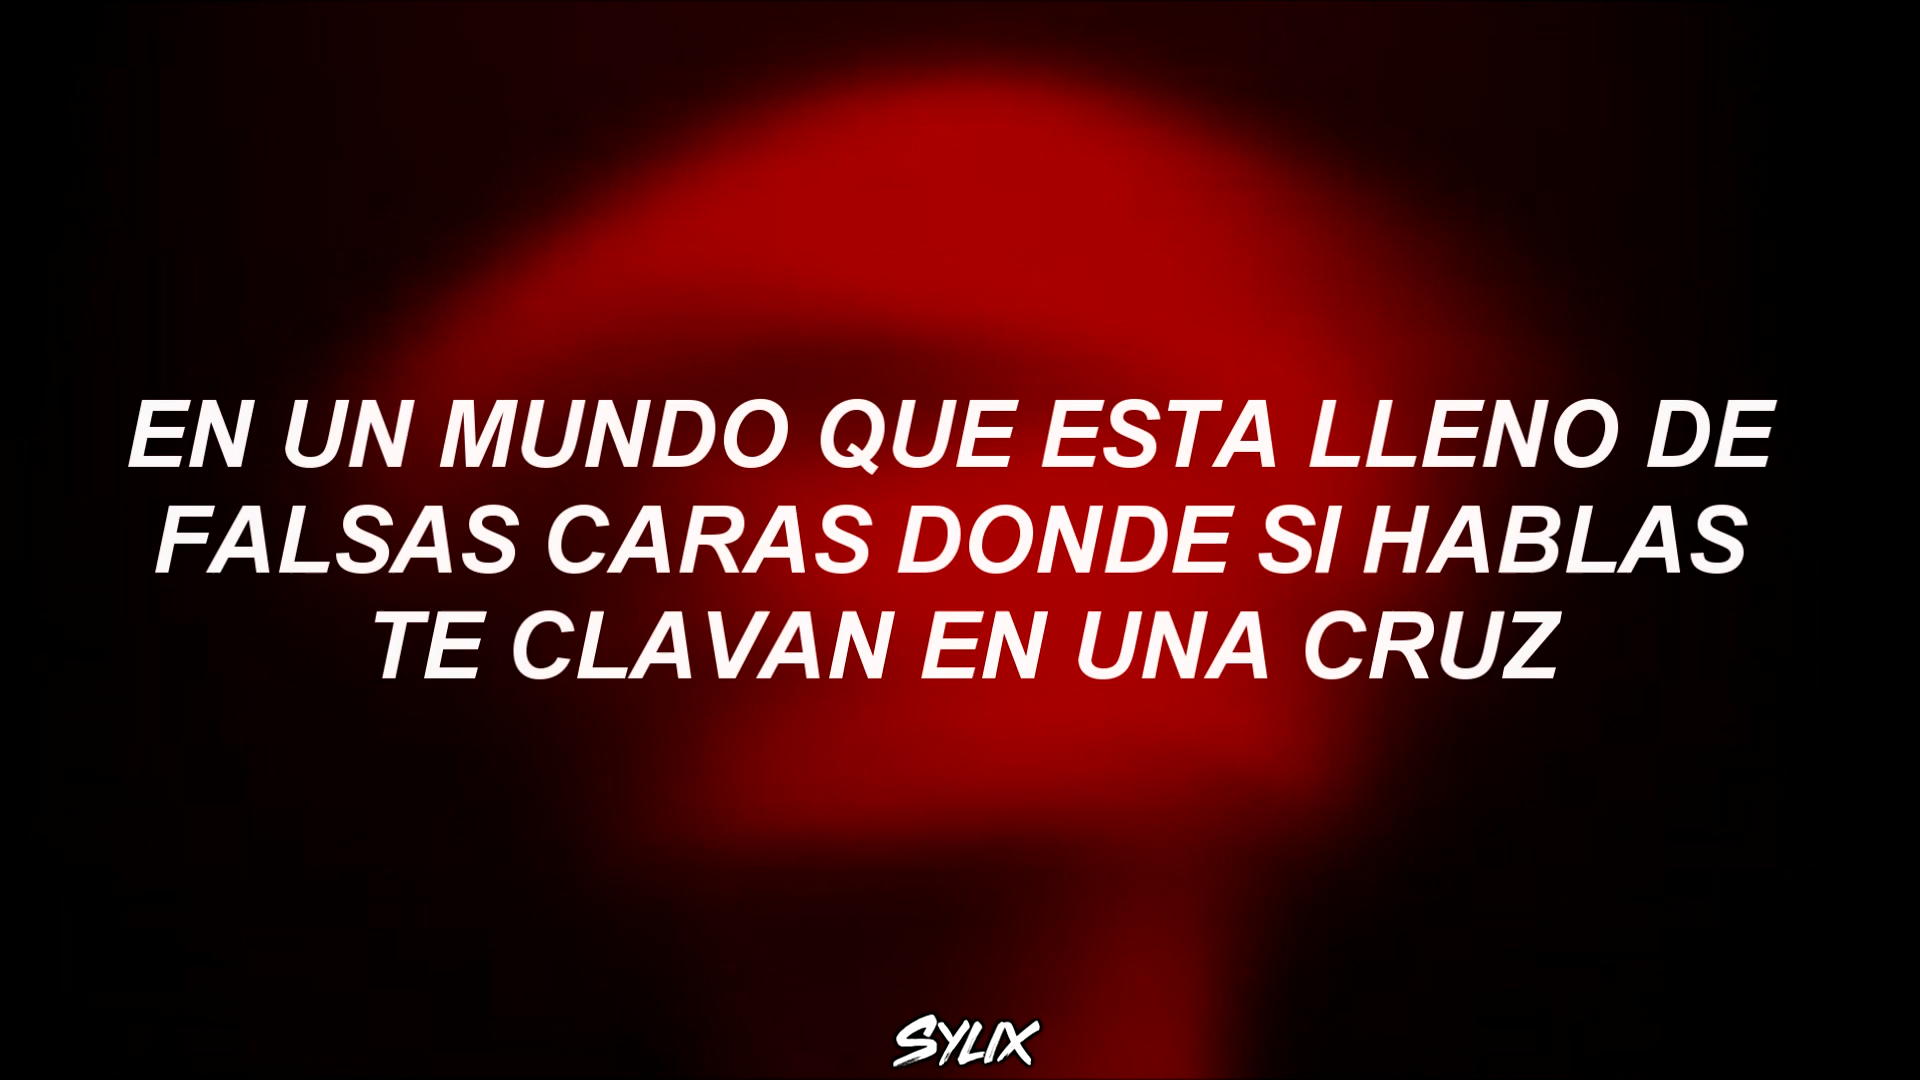 EN UN MUNDO QUE ESTA LLENO DE
FALSAS CARAS DONDE SI HABLAS
TE CLAVAN EN UNA CRUZ
SYLIX